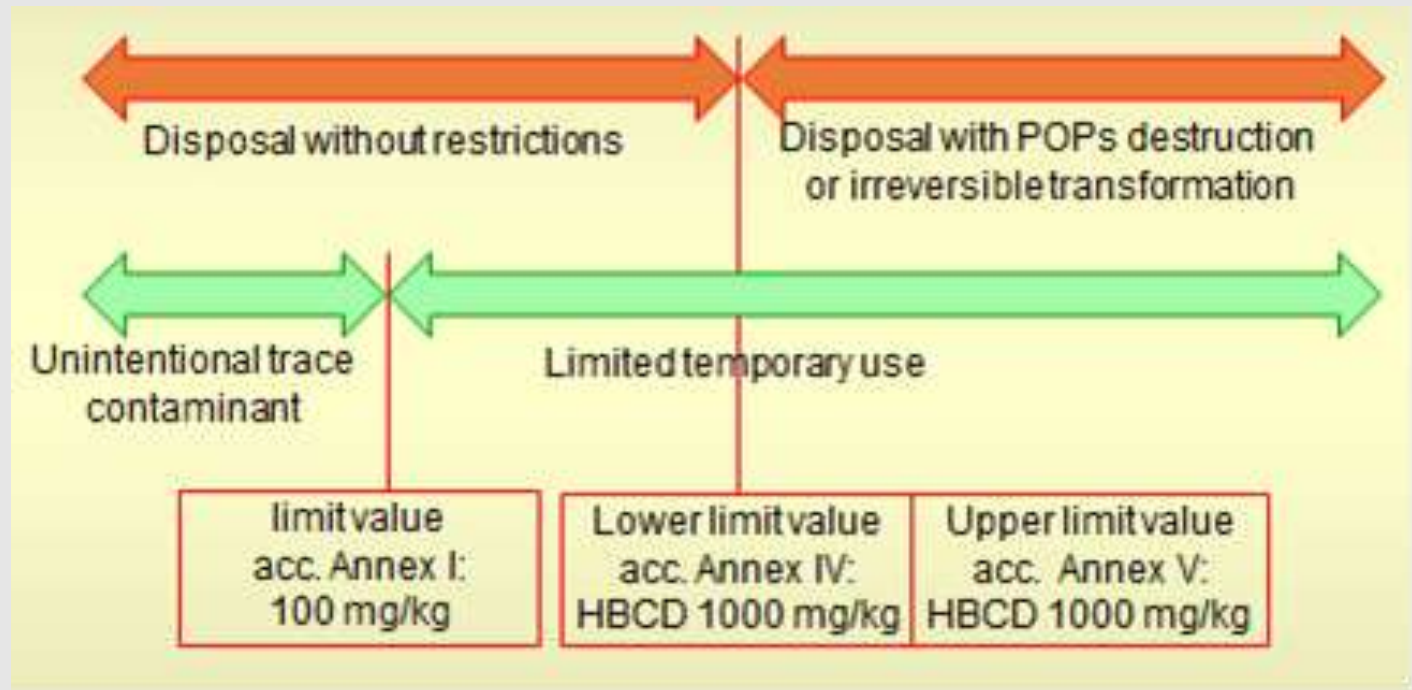 Disposal without restrictions
Disposal with POPs destruction
or irreversible transformation
Unintentional trace
contaminant
Limited temporary use
limit value
acc. Annex I:
100 mg/kg
Lower limit value
acc. Annex IV:
HBCD 1000 mg/kg
Upper limit value
acc. Annex V:
HBCD 1000 mg/kg